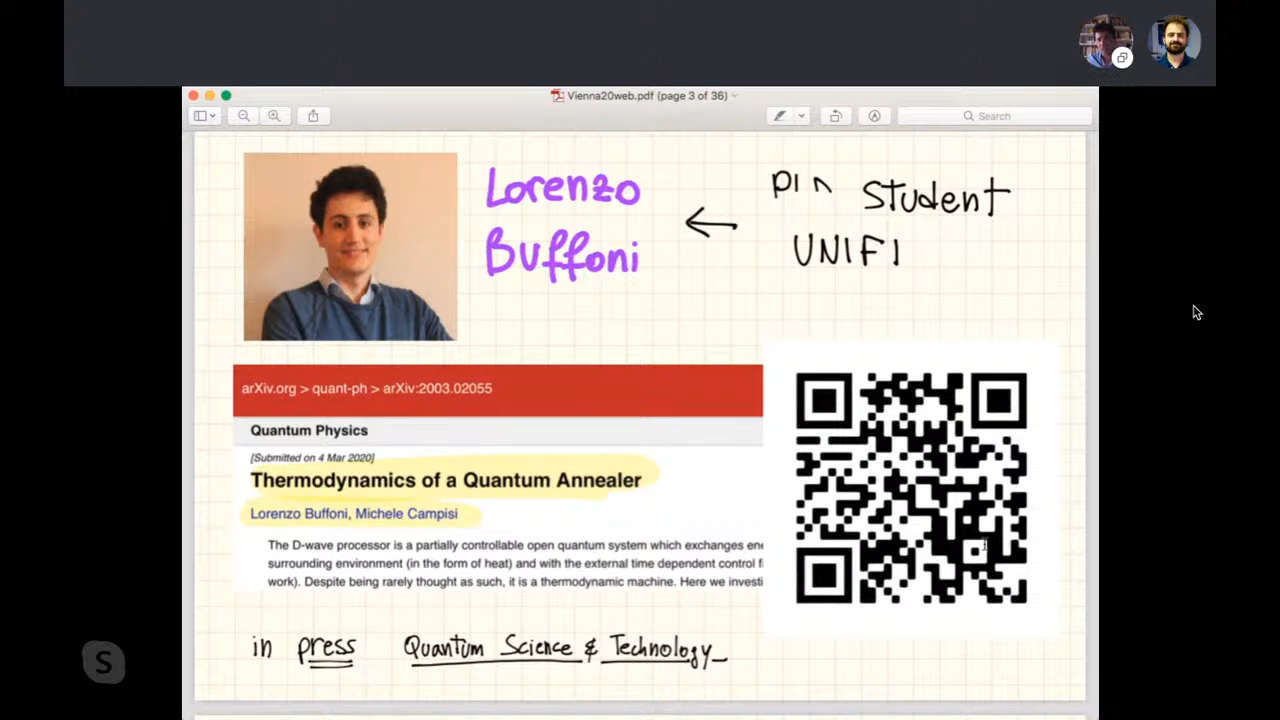 Vienna20web.pdf (page 3 of 36)
Search
Lorenzo
Buffoni
student
UNIFI
arXiv.org > quant-ph > arXiv:2003.02055
Quantum Physics
[Submitted on 4 Mar 2020]
Thermodynamics of a Quantum Annealer
Lorenzo Buffoni, Michele Campisi
The D-wave processor is a partially controllable open quantum system which exchanges ene
surrounding environment (in the form of heat) and with the external time dependent control f
work). Despite being rarely thought as such, it is a thermodynamic machine. Here we investi
in press Quantum Science & Technology
S